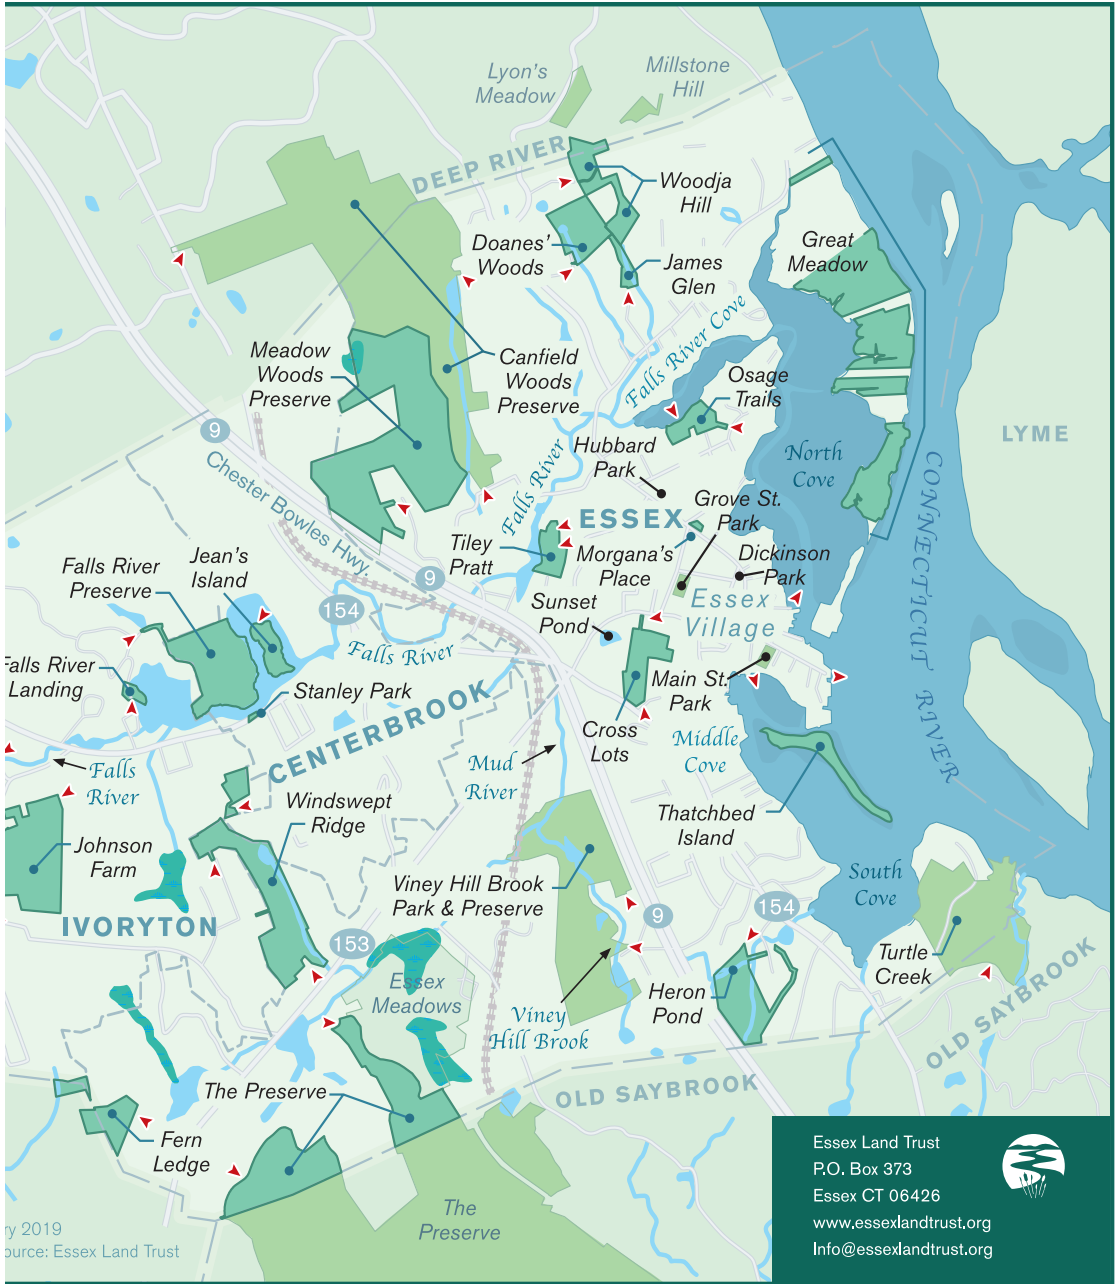 Lyon's
Meadow
Millstone
Hill
DEEP RIVER
Woodja
Hill
Doanes'
Woods
James
Glen
Great
Meadow
Falls River Cove
Meadow
Woods
Preserve
Canfield
Woods
Preserve
Osage
Trails
9
LYME
Chester Bowles Hwy.
Hubbard
Park
North
Cove
Falls River
Grove St.
Park
ESSEX
Tiley
Pratt
Morgana's
Place
Dickinson
Park
CONNECTICUT RIVER
Falls River
Preserve
Jean's
Island
9
154
Sunset
Pond
Essex
Village
Falls River
Falls River
Landing
Stanley Park
Main St.
Park
CENTERBROOK
Cross
Lots
Middle
Cove
Mud
River
Falls
River
Windswept
Ridge
Thatchbed
Island
Johnson
Farm
Viney Hill Brook
Park & Preserve
South
Cove
IVORYTON
9
154
153
Turtle
Creek
Essex
Meadows
Heron
Pond
Viney
Hill Brook
OLD SAYBROOK
OLD SAYBROOK
The Preserve
Fern
Ledge
The
Preserve
ry 2019
ource: Essex Land Trust
Essex Land Trust
P.O. Box 373
Essex CT 06426
www.essexlandtrust.org
Info@essexlandtrust.org